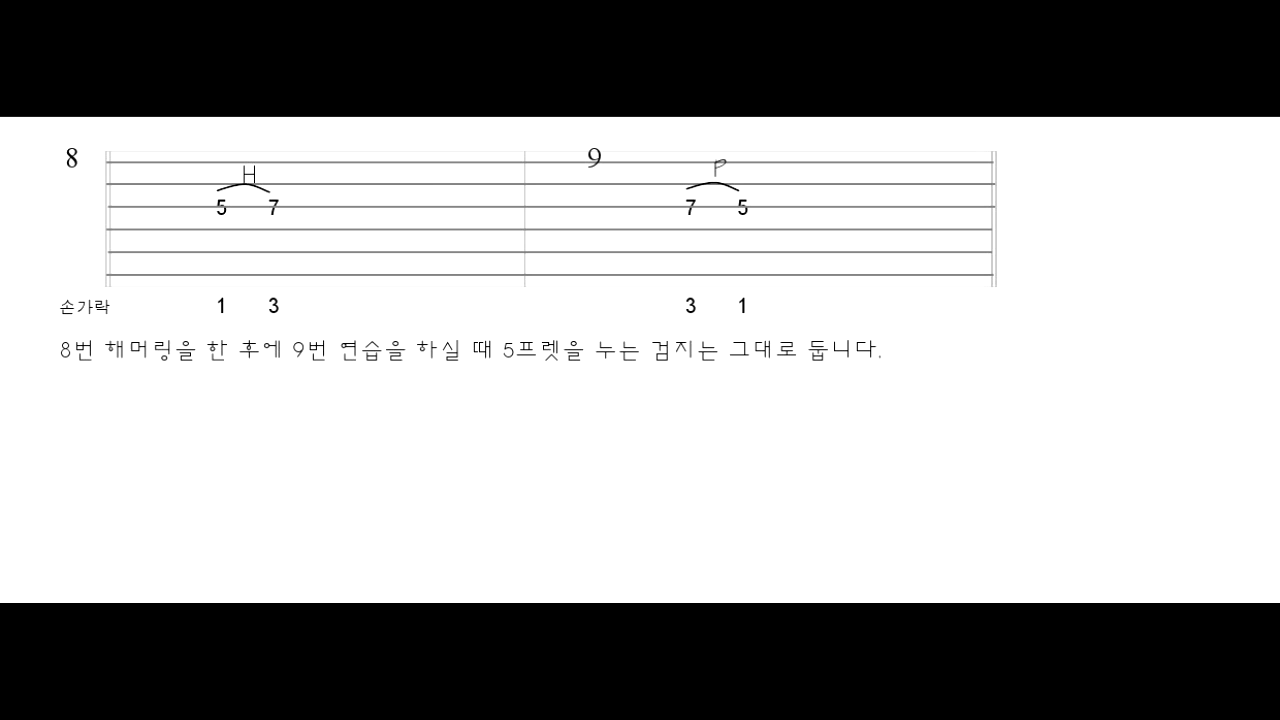 8 9
H P
5 7 7 5
손가락 1 3 3 1
8번 해머링을 한 후에 9번 연습을 하실 때 5프렛을 누는 검지는 그대로 둡니다.